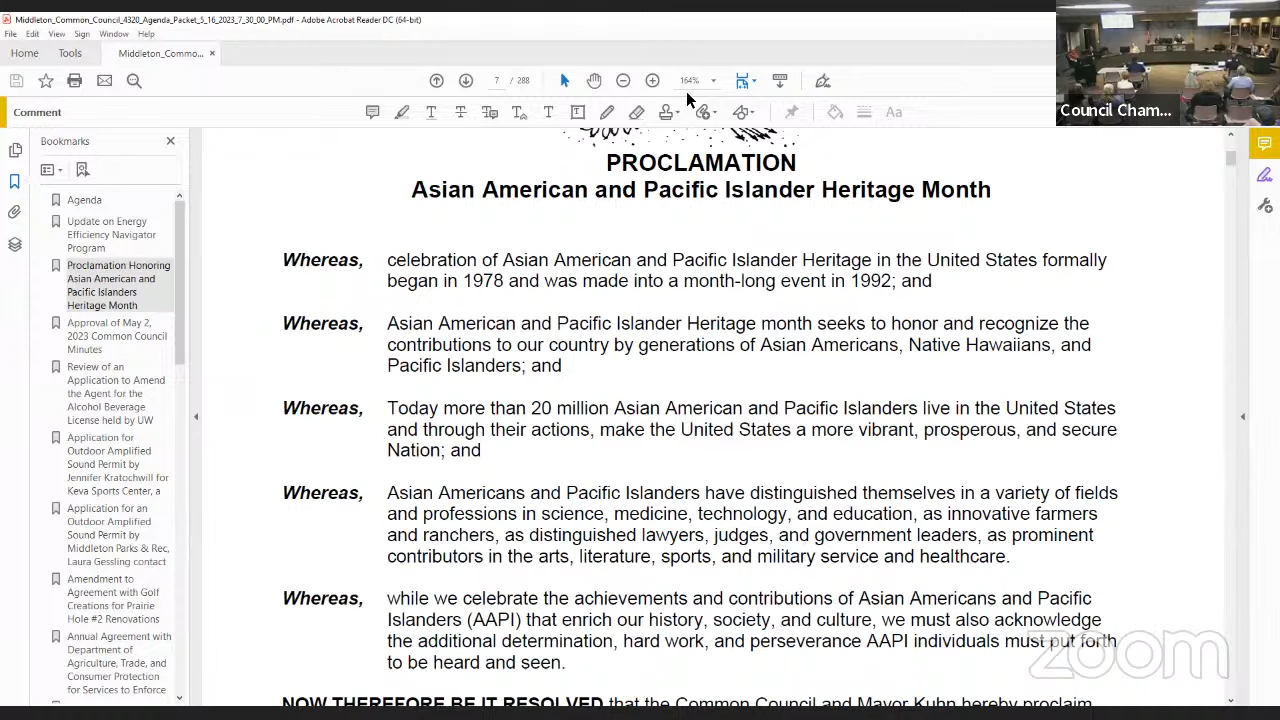 Middleton_Common_Council_4320_Agenda_Packet_5_16_2023_7_30_00_PM.pdf - Adobe Acrobat Reader DC (64-bit)
File Edit View Sign Window Help
Home Tools Middleton_Commo... ×
7 / 288 164%
Comment
Council Cham...
Bookmarks
Agenda
Update on Energy
Efficiency Navigator
Program
Proclamation Honoring
Asian American and
Pacific Islanders
Heritage Month
Approval of May 2,
2023 Common Council
Minutes
Review of an
Application to Amend
the Agent for the
Alcohol Beverage
License held by UW
Application for
Outdoor Amplified
Sound Permit by
Jennifer Kratochwill for
Keva Sports Center, a
Application for an
Outdoor Amplified
Sound Permit by
Middleton Parks & Rec,
Laura Gessling contact
Amendment to
Agreement with Golf
Creations for Prairie
Hole #2 Renovations
Annual Agreement with
Department of
Agriculture, Trade, and
Consumer Protection
for Services to Enforce
PROCLAMATION
Asian American and Pacific Islander Heritage Month
Whereas, celebration of Asian American and Pacific Islander Heritage in the United States formally
began in 1978 and was made into a month-long event in 1992; and
Whereas, Asian American and Pacific Islander Heritage month seeks to honor and recognize the
contributions to our country by generations of Asian Americans, Native Hawaiians, and
Pacific Islanders; and
Whereas, Today more than 20 million Asian American and Pacific Islanders live in the United States
and through their actions, make the United States a more vibrant, prosperous, and secure
Nation; and
Whereas, Asian Americans and Pacific Islanders have distinguished themselves in a variety of fields
and professions in science, medicine, technology, and education, as innovative farmers
and ranchers, as distinguished lawyers, judges, and government leaders, as prominent
contributors in the arts, literature, sports, and military service and healthcare.
Whereas, while we celebrate the achievements and contributions of Asian Americans and Pacific
Islanders (AAPI) that enrich our history, society, and culture, we must also acknowledge
the additional determination, hard work, and perseverance AAPI individuals must put forth
to be heard and seen.
NOW THEREFORE BE IT RESOLVED that the Common Council and Mayor Kuhn hereby proclaim
zoom